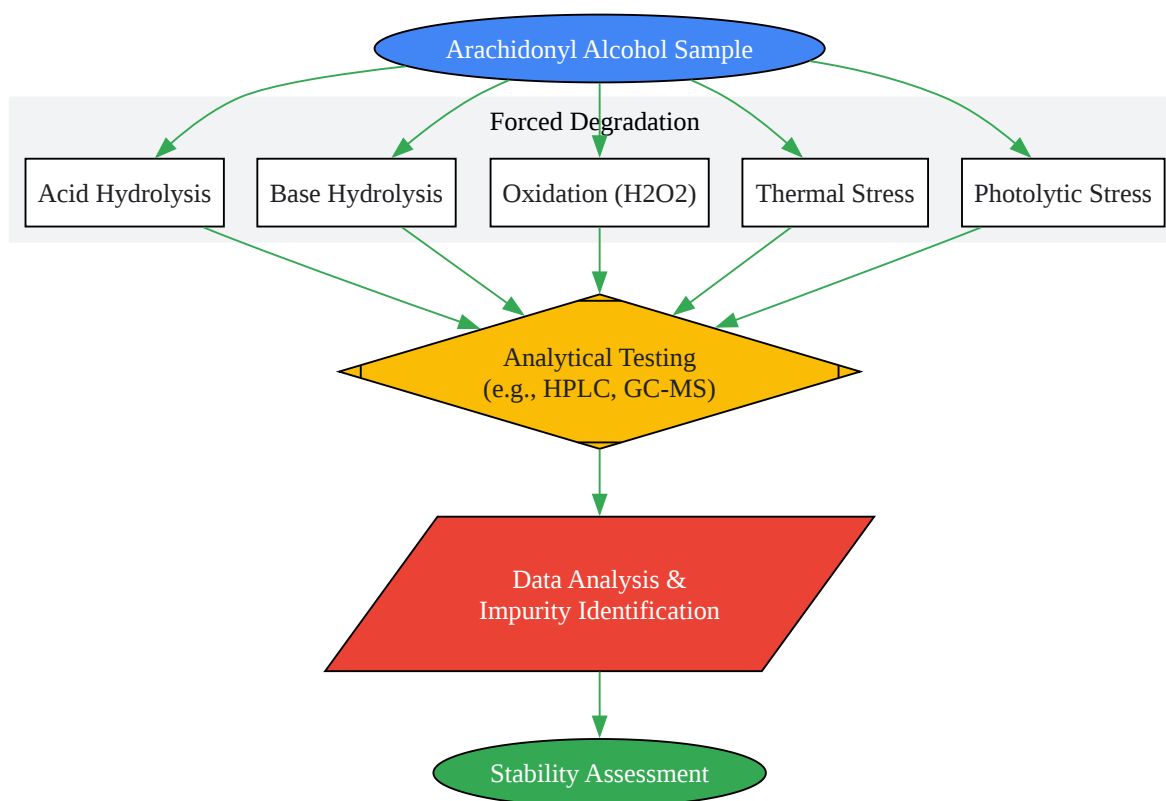 Arachidonyl Alcohol Sample
Forced Degradation
Acid Hydrolysis
Base Hydrolysis
Oxidation (H2O2)
Thermal Stress
Photolytic Stress
Analytical Testing
(e.g., HPLC, GC-MS)
Data Analysis &
Impurity Identification
Stability Assessment